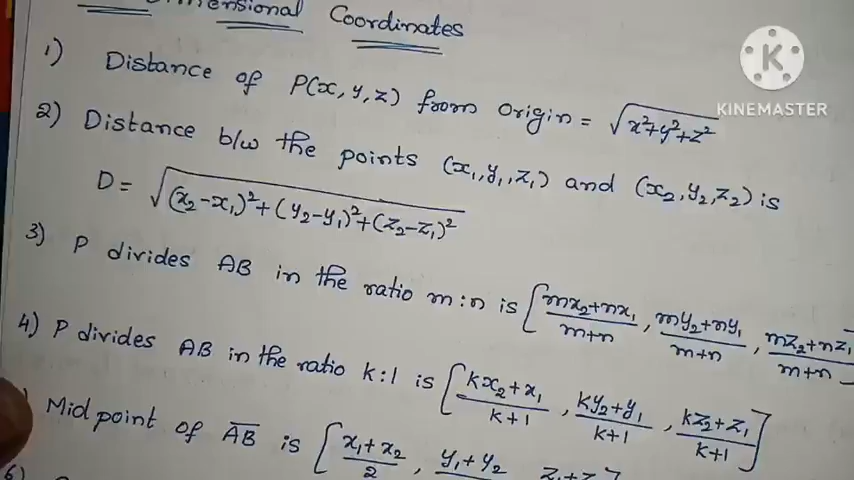 Dimensional Coordinates
1) Distance of P(x, y, z) from origin = √x²+y²+z²
2) Distance b/w the points (x₁, y₁, z₁) and (x₂, y₂, z₂) is
D = √(x₂-x₁)²+(y₂-y₁)²+(z₂-z₁)²
3) P divides AB in the ratio m:n is [mx₂+nx₁/m+n, my₂+ny₁/m+n, mz₂+nz₁/m+n
4) P divides AB in the ratio k:1 is [kx₂+x₁/k+1, ky₂+y₁/k+1, kz₂+z₁/k+1]
Mid point of A̅B̅ is [x₁+x₂/2, y₁+y₂
6)
K
KINEMASTER